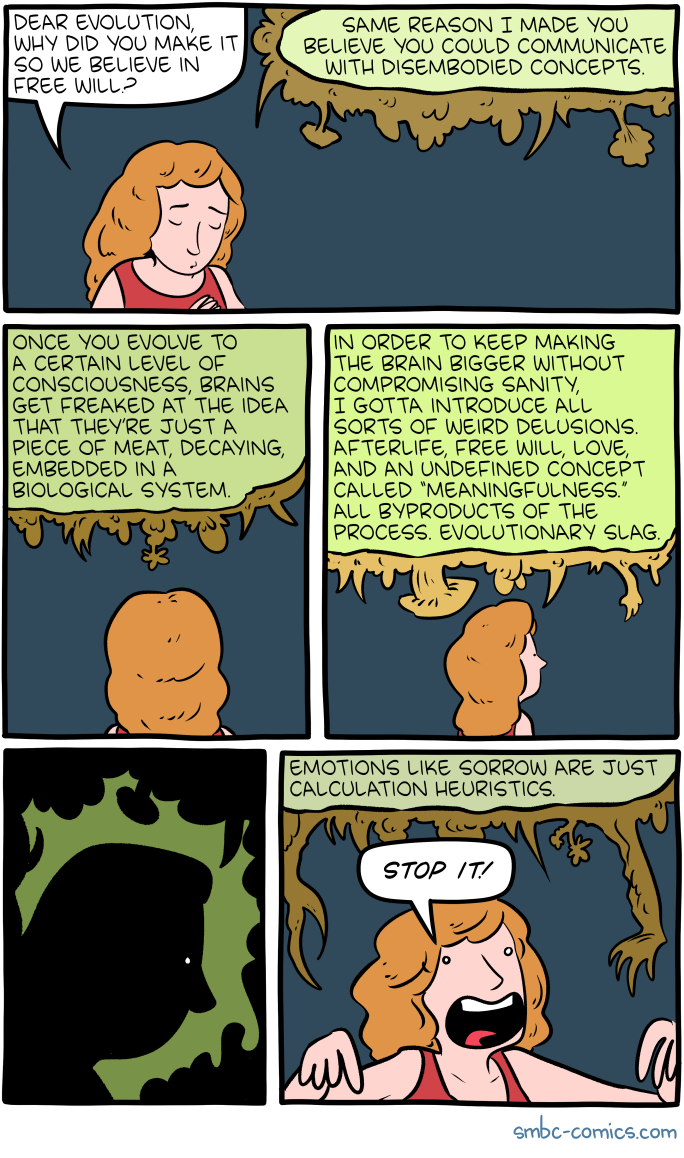 DEAR EVOLUTION,
WHY DID YOU MAKE IT
SO WE BELIEVE IN
FREE WILL?
SAME REASON I MADE YOU
BELIEVE YOU COULD COMMUNICATE
WITH DISEMBODIED CONCEPTS.
ONCE YOU EVOLVE TO
A CERTAIN LEVEL OF
CONSCIOUSNESS, BRAINS
GET FREAKED AT THE IDEA
THAT THEY'RE JUST A
PIECE OF MEAT, DECAYING,
EMBEDDED IN A
BIOLOGICAL SYSTEM.
IN ORDER TO KEEP MAKING
THE BRAIN BIGGER WITHOUT
COMPROMISING SANITY,
I GOTTA INTRODUCE ALL
SORTS OF WEIRD DELUSIONS.
AFTERLIFE, FREE WILL, LOVE,
AND AN UNDEFINED CONCEPT
CALLED "MEANINGFULNESS."
ALL BYPRODUCTS OF THE
PROCESS. EVOLUTIONARY SLAG.
EMOTIONS LIKE SORROW ARE JUST
CALCULATION HEURISTICS.
STOP IT!
smbc-comics.com